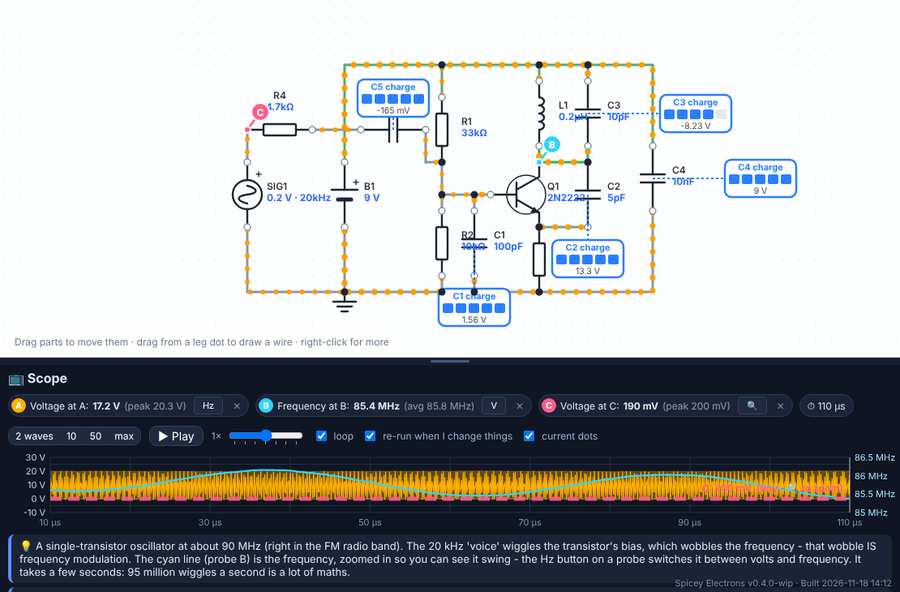 C5 charge
-165 mV
R4
4.7kΩ
C
R1
33kΩ
L1
0.2µH
C3
10pF
C3 charge
-8.23 V
B
C4
10nF
C4 charge
9 V
+
SIG1
0.2 V · 20kHz
+
B1
9 V
Q1
2N2222
C2
5pF
R2
10kΩ
C1
100pF
C2 charge
13.3 V
C1 charge
1.56 V
Drag parts to move them · drag from a leg dot to draw a wire · right-click for more
📺 Scope
A Voltage at A: 17.2 V (peak 20.3 V) Hz ×
B Frequency at B: 85.4 MHz (avg 85.8 MHz) V ×
C Voltage at C: 190 mV (peak 200 mV) 🔍 ×
⏱ 110 µs
2 waves 10 50 max ▶ Play 1× loop re-run when I change things current dots
30 V
20 V
10 V
0 V
-10 V
86.5 MHz
86 MHz
85.5 MHz
85 MHz
10 µs 30 µs 50 µs 70 µs 90 µs 110 µs
💡 A single-transistor oscillator at about 90 MHz (right in the FM radio band). The 20 kHz 'voice' wiggles the transistor's bias, which wobbles the frequency - that wobble IS
frequency modulation. The cyan line (probe B) is the frequency, zoomed in so you can see it swing - the Hz button on a probe switches it between volts and frequency. It
takes a few seconds: 95 million wiggles a second is a lot of maths.
Spicey Electrons v0.4.0-wip · Built 2026-11-18 14:12